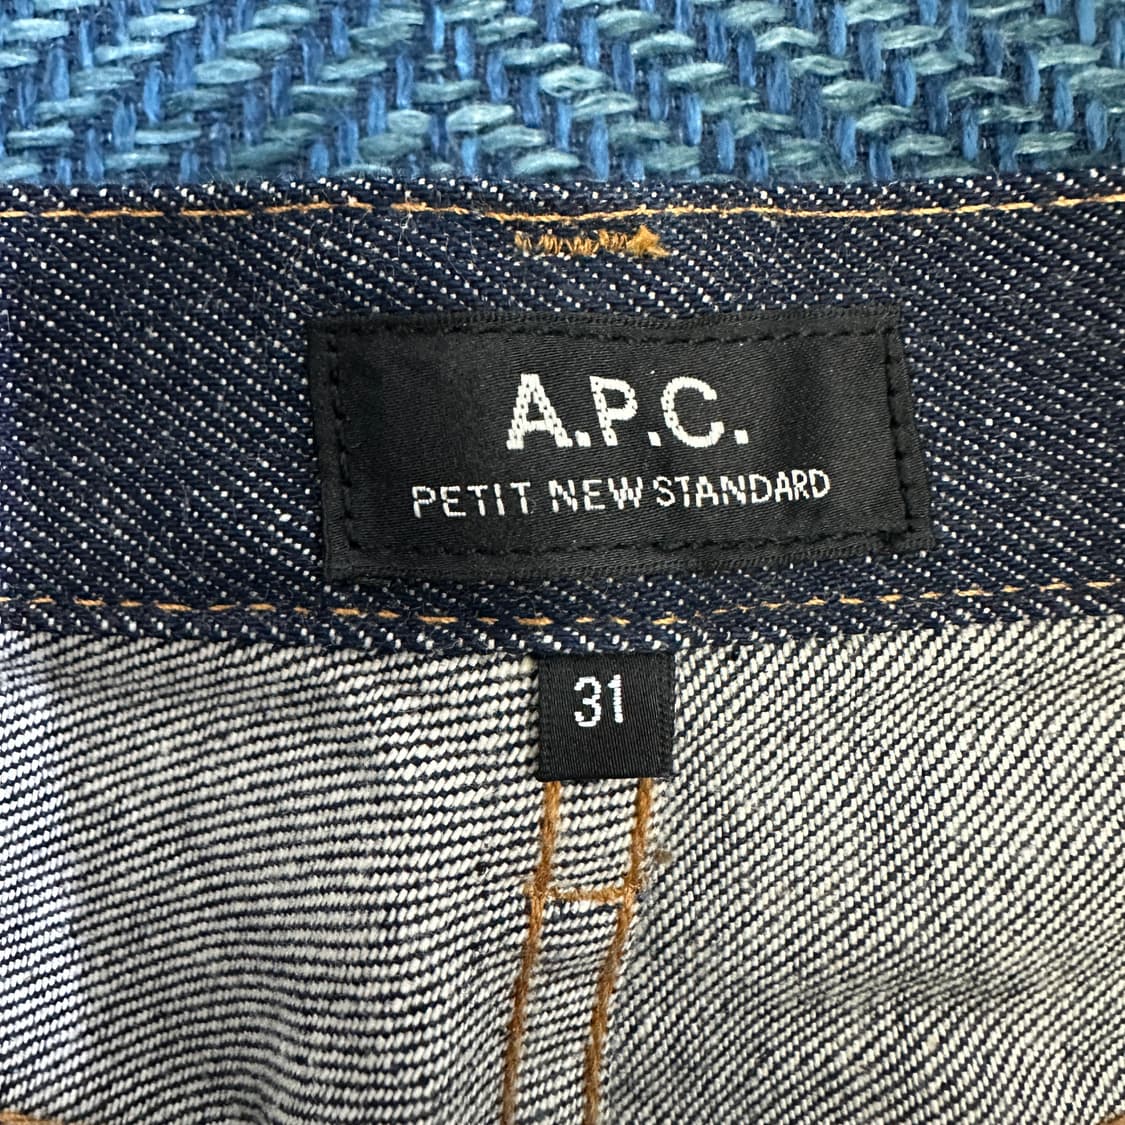 A.P.C.
PETIT NEW STANDARD
31